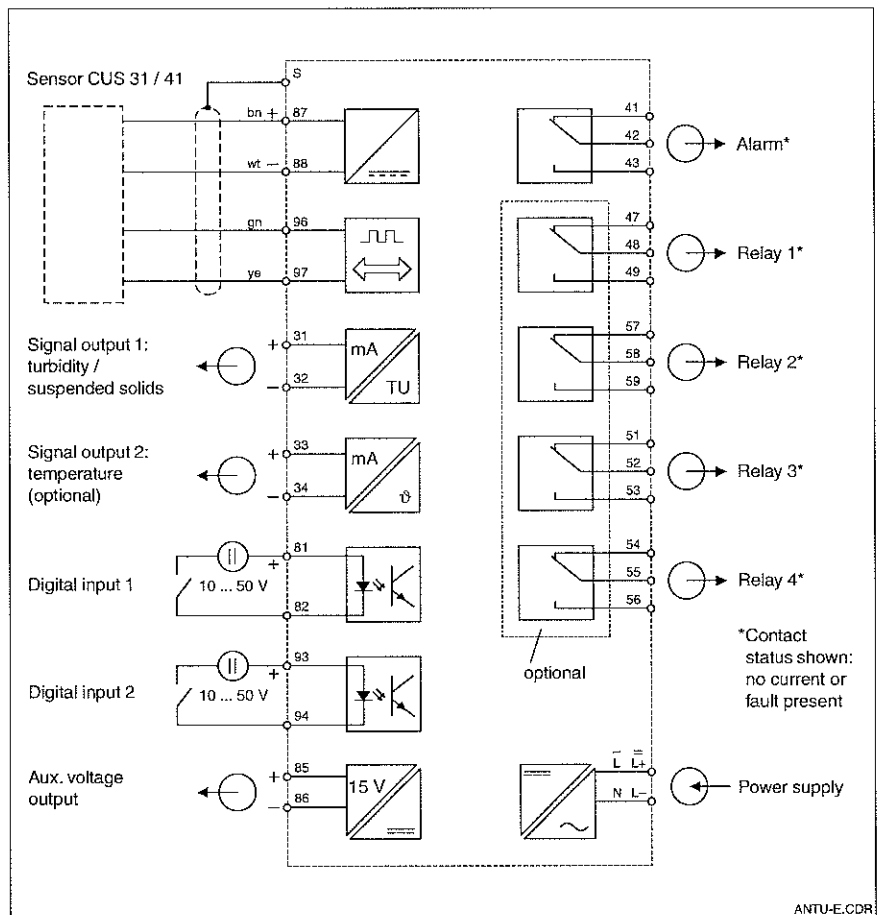 Sensor CUS 31 / 41
S
bn + 87
wt − 88
gn 96
ye 97
Signal output 1:
turbidity /
suspended solids
+ 31
− 32
mA
TU
Signal output 2:
temperature
(optional)
+ 33
− 34
mA
ϑ
Digital input 1
10 ... 50 V
+ 81
82
Digital input 2
10 ... 50 V
+ 93
94
Aux. voltage
output
+ 85
− 86
15 V
41
42
43
Alarm*
47
48
49
Relay 1*
57
58
59
Relay 2*
51
52
53
Relay 3*
54
55
56
Relay 4*
optional
*Contact
status shown:
no current or
fault present
L L+
N L−
Power supply
ANTU-E.CDR